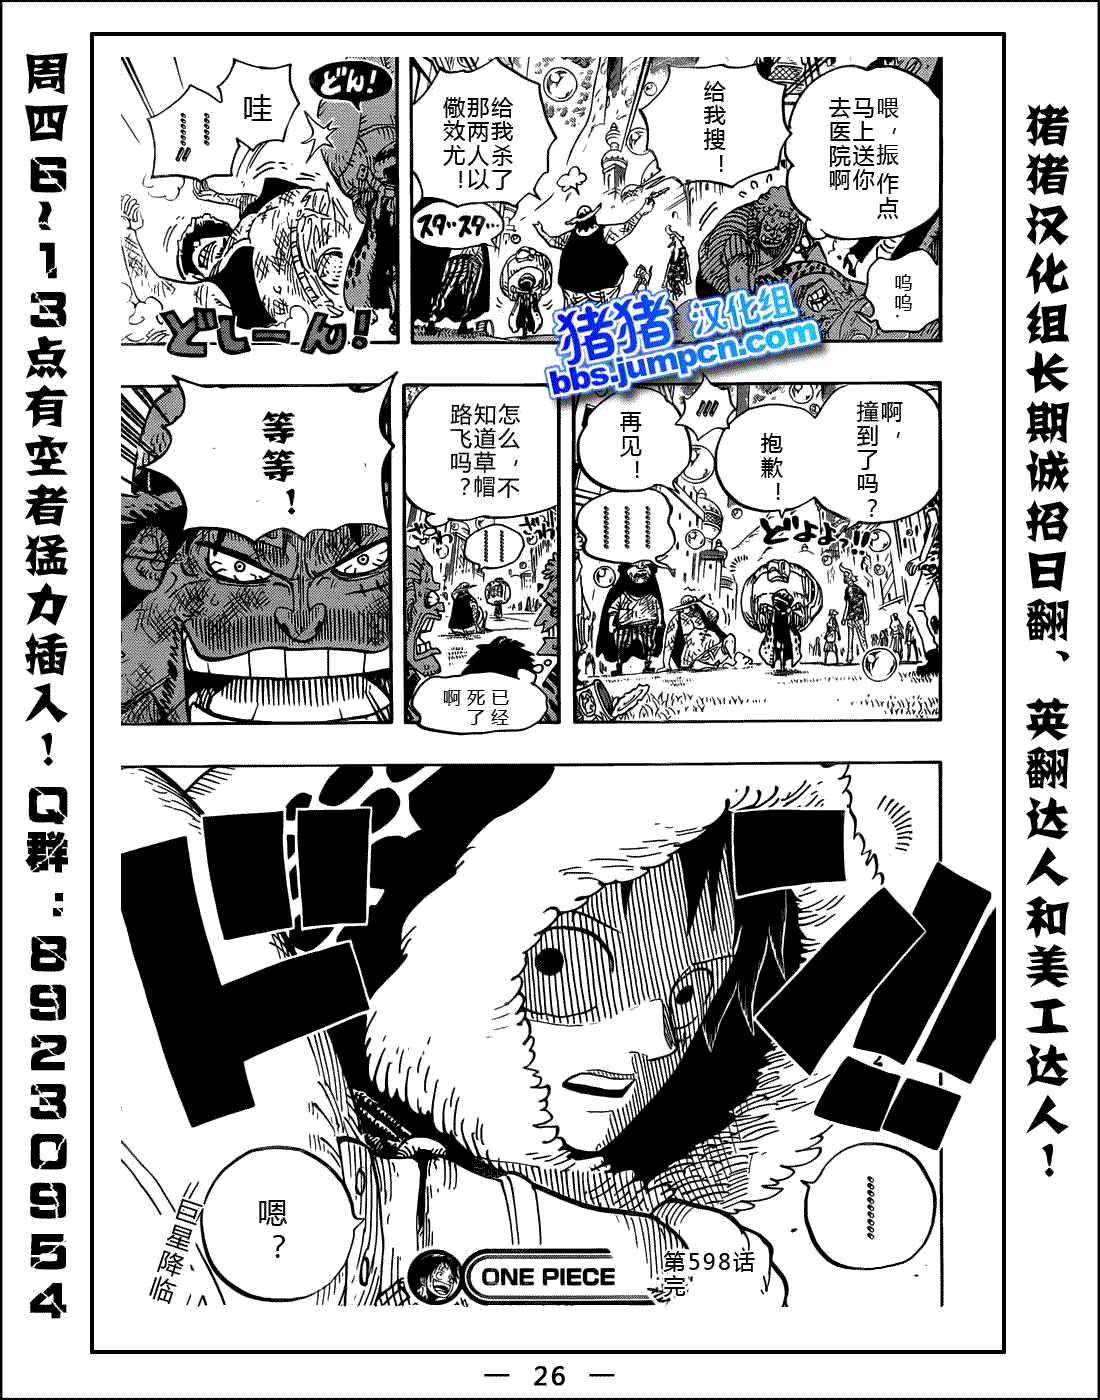 周四6~13点有空者猛力插入！Q群：89230954
猪猪汉化组长期诚招日翻、英翻达人和美工达人！
喂，振作点
马上送你
去医院啊
呜呜
给我搜！
给我杀了
那两人以
儆效尤！
スタ･･スタ･･･
どん！
哇
どしーーん！
猪猪汉化组
bbs.jumpcn.com
啊，
撞到了吗？
抱歉！
!!!
再见！
どよよっ!!!
怎么，不
知道草帽
路飞吗？
ざわ
ざわ
已经
死了
啊
等等！
嗯？
巨星降临
ONE PIECE
第598话
完
— 26 —